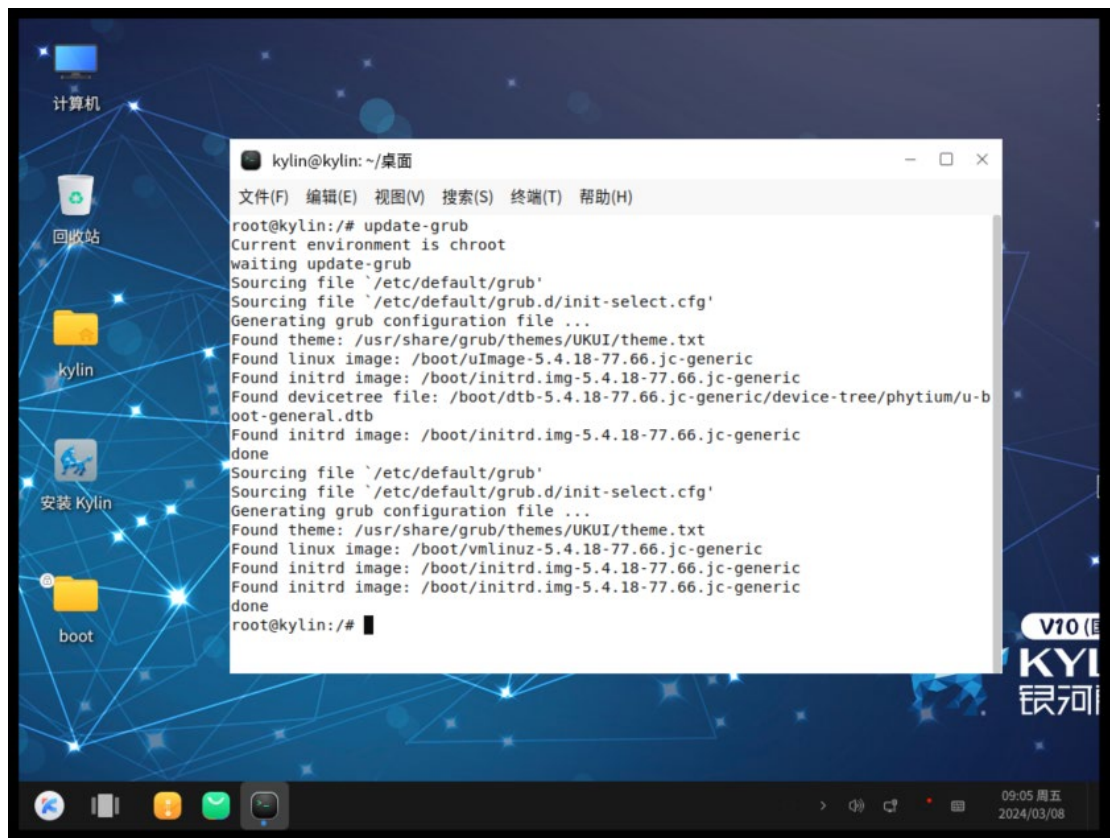 计算机
回收站
kylin
安装 Kylin
boot
kylin@kylin: ~/桌面
文件(F) 编辑(E) 视图(V) 搜索(S) 终端(T) 帮助(H)
root@kylin:/# update-grub
Current environment is chroot
waiting update-grub
Sourcing file `/etc/default/grub'
Sourcing file `/etc/default/grub.d/init-select.cfg'
Generating grub configuration file ...
Found theme: /usr/share/grub/themes/UKUI/theme.txt
Found linux image: /boot/uImage-5.4.18-77.66.jc-generic
Found initrd image: /boot/initrd.img-5.4.18-77.66.jc-generic
Found devicetree file: /boot/dtb-5.4.18-77.66.jc-generic/device-tree/phytium/u-b
oot-general.dtb
Found initrd image: /boot/initrd.img-5.4.18-77.66.jc-generic
done
Sourcing file `/etc/default/grub'
Sourcing file `/etc/default/grub.d/init-select.cfg'
Generating grub configuration file ...
Found theme: /usr/share/grub/themes/UKUI/theme.txt
Found linux image: /boot/vmlinuz-5.4.18-77.66.jc-generic
Found initrd image: /boot/initrd.img-5.4.18-77.66.jc-generic
Found initrd image: /boot/initrd.img-5.4.18-77.66.jc-generic
done
root@kylin:/#
V10 (
KYL
银河
09:05 周五
2024/03/08